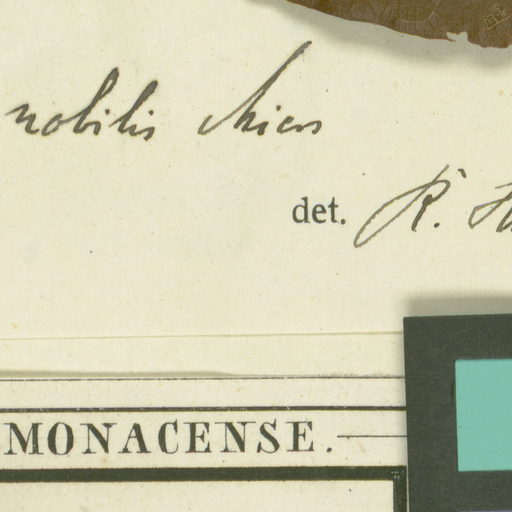 nobilis Miers
det. R.
MONACENSE.